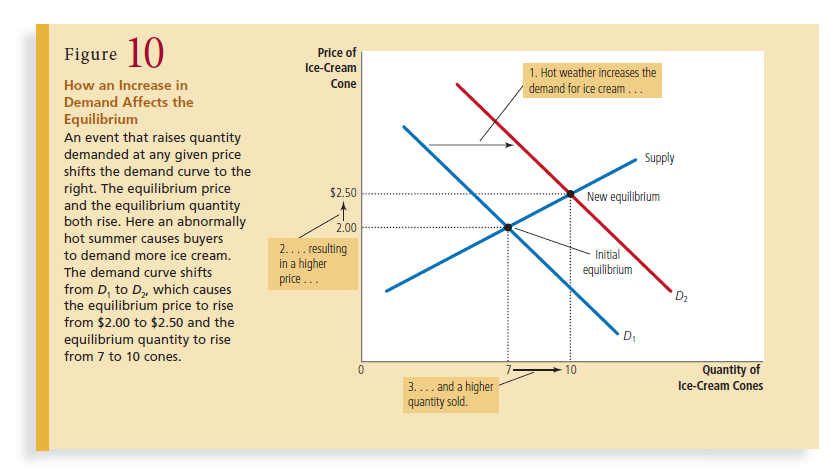 Figure 10
How an Increase in
Demand Affects the
Equilibrium
An event that raises quantity
demanded at any given price
shifts the demand curve to the
right. The equilibrium price
and the equilibrium quantity
both rise. Here an abnormally
hot summer causes buyers
to demand more ice cream.
The demand curve shifts
from D₁ to D₂, which causes
the equilibrium price to rise
from $2.00 to $2.50 and the
equilibrium quantity to rise
from 7 to 10 cones.
Price of
Ice-Cream
Cone
1. Hot weather increases the
demand for ice cream . . .
Supply
$2.50
New equilibrium
2.00
2. . . . resulting
in a higher
price . . .
Initial
equilibrium
D₂
D₁
0
7
10
Quantity of
Ice-Cream Cones
3. . . . and a higher
quantity sold.